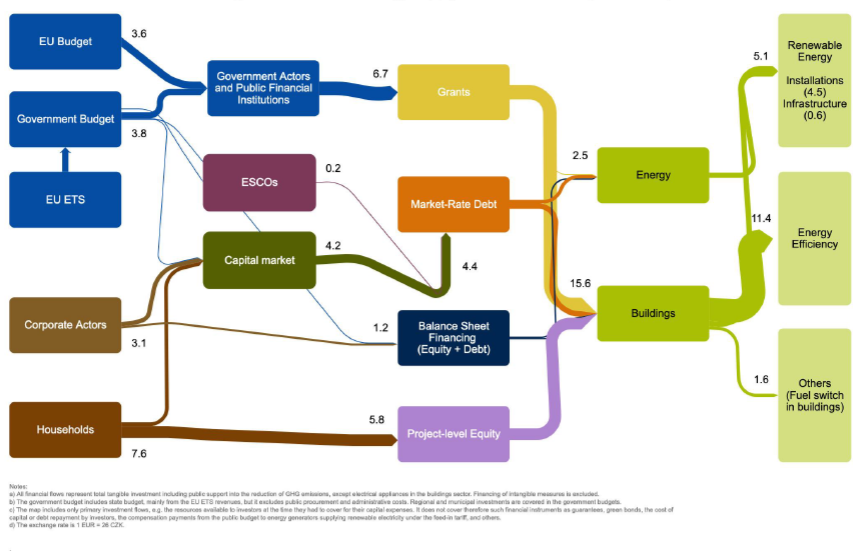 EU Budget
3.6
Government Budget
3.8
EU ETS
Government Actors
and Public Financial
Institutions
6.7
Grants
ESCOs
0.2
Market-Rate Debt
Capital market
4.2
4.4
Corporate Actors
3.1
1.2
Balance Sheet
Financing
(Equity + Debt)
Households
7.6
5.8
Project-level Equity
2.5
Energy
15.6
Buildings
5.1
Renewable
Energy
Installations
(4.5)
Infrastructure
(0.6)
11.4
Energy
Efficiency
1.6
Others
(Fuel switch
in buildings)
Notes:
a) All financial flows represent total tangible investment including public support into the reduction of GHG emissions, except electrical appliances in the buildings sector. Financing of intangible measures is excluded.
b) The government budget includes state budget, mainly from the EU ETS revenues, but it excludes public procurement and administrative costs. Regional and municipal investments are covered in the government budgets.
c) The map includes only primary investment flows, e.g. the resources available to investors at the time they had to cover for their capital expenses. It does not cover therefore such financial instruments as guarantees, green bonds, the cost of
capital or debt repayment by investors, the compensation payments from the public budget to energy generators supplying renewable electricity under the feed-in tariff, and others.
d) The exchange rate is 1 EUR = 26 CZK.